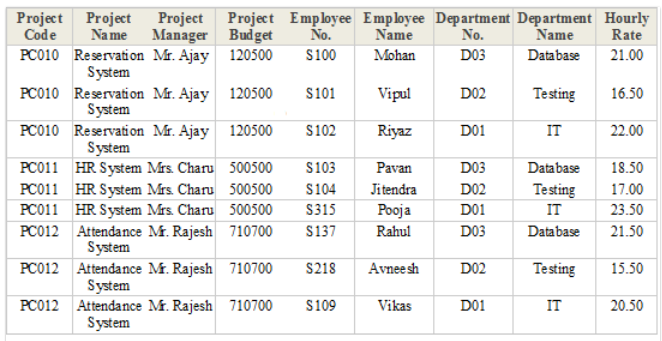 Project Project Project Project Employee Employee Department Department Hourly
Code Name Manager Budget No. Name No. Name Rate
PC010 Reservation Mr. Ajay 120500 S100 Mohan D03 Database 21.00
System
PC010 Reservation Mr. Ajay 120500 S101 Vipul D02 Testing 16.50
System
PC010 Reservation Mr. Ajay 120500 S102 Riyaz D01 IT 22.00
System
PC011 HR System Mrs. Charu 500500 S103 Pavan D03 Database 18.50
PC011 HR System Mrs. Charu 500500 S104 Jitendra D02 Testing 17.00
PC011 HR System Mrs. Charu 500500 S315 Pooja D01 IT 23.50
PC012 Attendance Mr. Rajesh 710700 S137 Rahul D03 Database 21.50
System
PC012 Attendance Mr. Rajesh 710700 S218 Avneesh D02 Testing 15.50
System
PC012 Attendance Mr. Rajesh 710700 S109 Vikas D01 IT 20.50
System